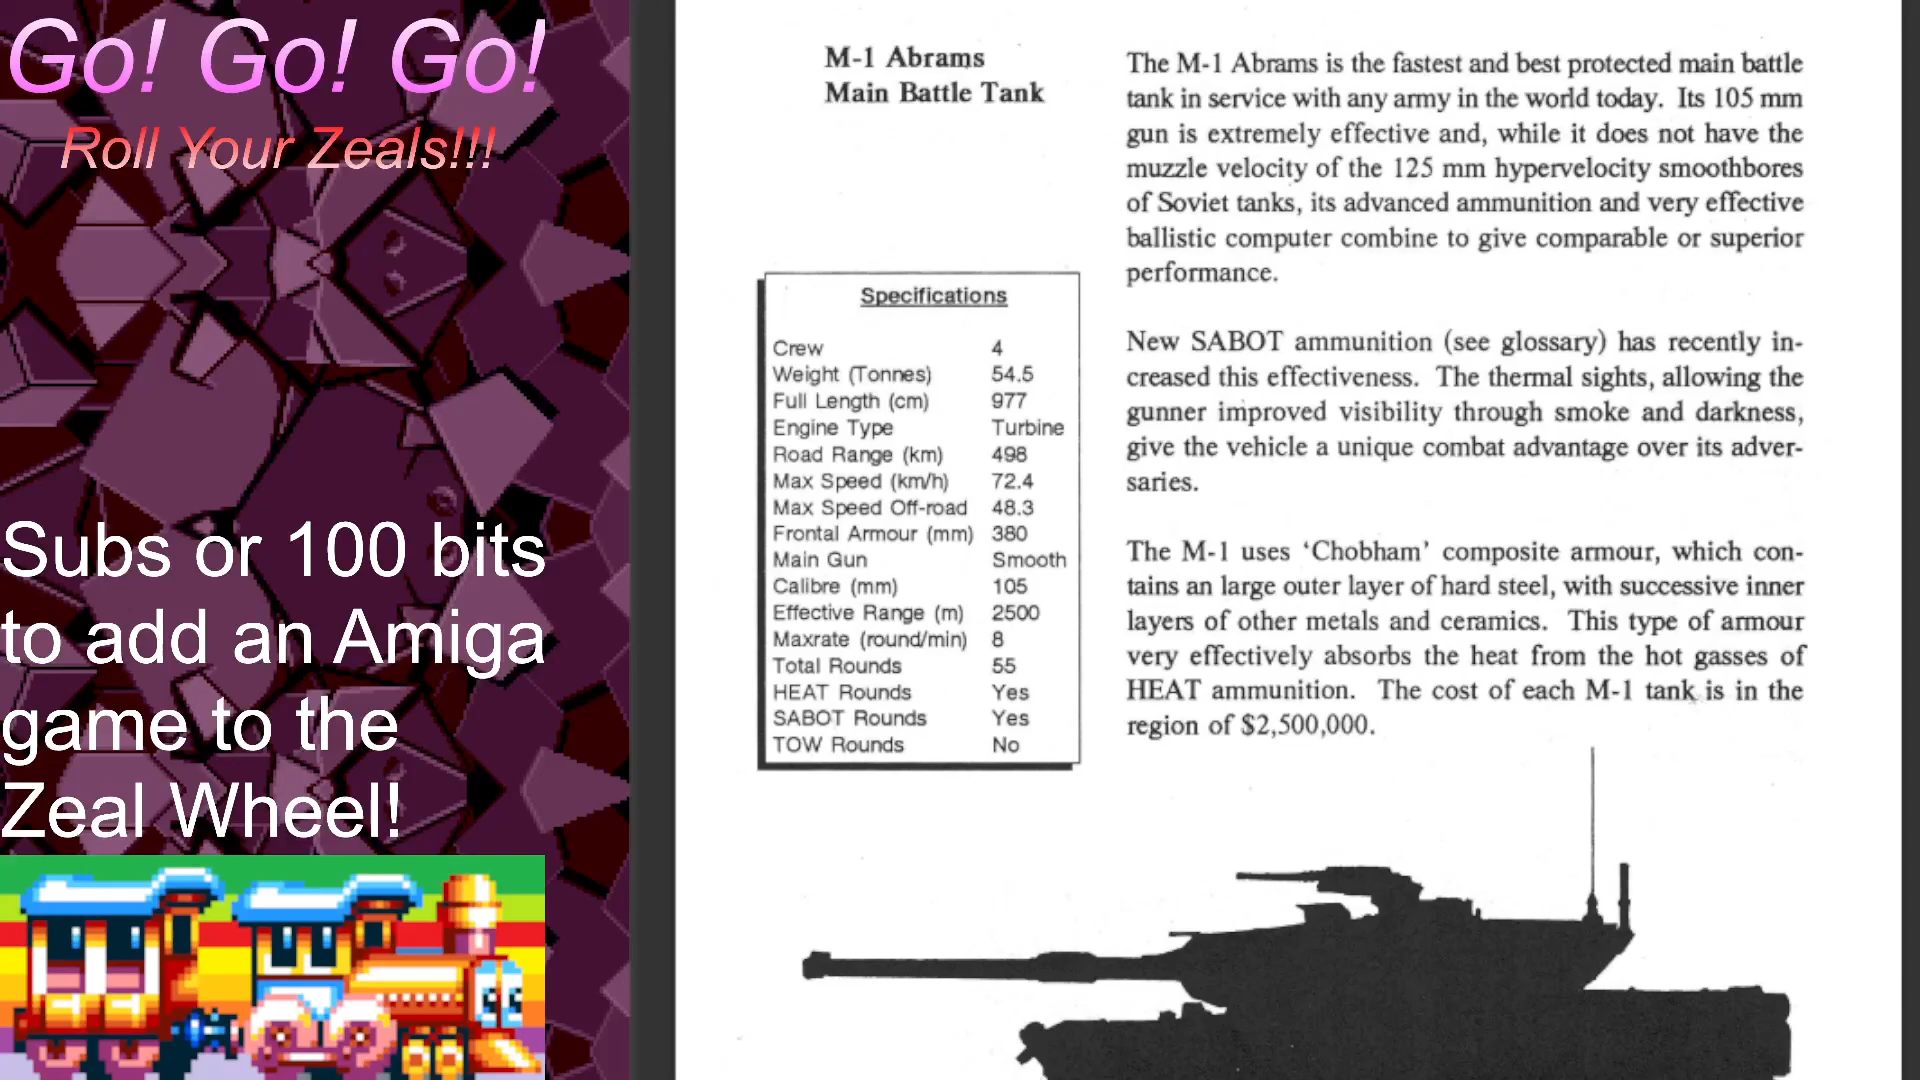 Go! Go! Go!
Roll Your Zeals!!!
Subs or 100 bits
to add an Amiga
game to the
Zeal Wheel!
M-1 Abrams
Main Battle Tank
Specifications
Crew 4
Weight (Tonnes) 54.5
Full Length (cm) 977
Engine Type Turbine
Road Range (km) 498
Max Speed (km/h) 72.4
Max Speed Off-road 48.3
Frontal Armour (mm) 380
Main Gun Smooth
Calibre (mm) 105
Effective Range (m) 2500
Maxrate (round/min) 8
Total Rounds 55
HEAT Rounds Yes
SABOT Rounds Yes
TOW Rounds No
The M-1 Abrams is the fastest and best protected main battle
tank in service with any army in the world today. Its 105 mm
gun is extremely effective and, while it does not have the
muzzle velocity of the 125 mm hypervelocity smoothbores
of Soviet tanks, its advanced ammunition and very effective
ballistic computer combine to give comparable or superior
performance.
New SABOT ammunition (see glossary) has recently in-
creased this effectiveness. The thermal sights, allowing the
gunner improved visibility through smoke and darkness,
give the vehicle a unique combat advantage over its adver-
saries.
The M-1 uses ‘Chobham’ composite armour, which con-
tains an large outer layer of hard steel, with successive inner
layers of other metals and ceramics. This type of armour
very effectively absorbs the heat from the hot gasses of
HEAT ammunition. The cost of each M-1 tank is in the
region of $2,500,000.